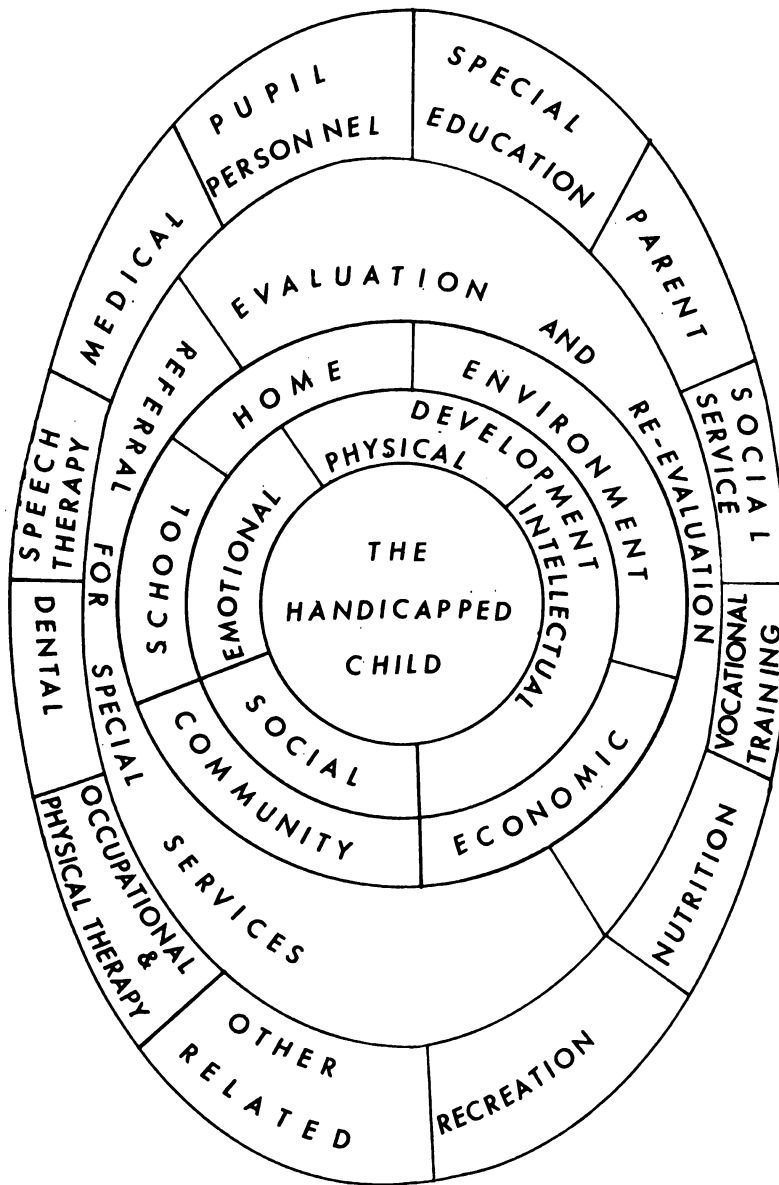 PUPIL
PERSONNEL
SPECIAL
EDUCATION
PARENT
SOCIAL
SERVICE
VOCATIONAL
TRAINING
NUTRITION
RECREATION
OTHER
RELATED
OCCUPATIONAL
&
PHYSICAL THERAPY
DENTAL
SPEECH
THERAPY
MEDICAL
EVALUATION AND RE-EVALUATION
REFERRAL FOR SPECIAL SERVICES
HOME
ENVIRONMENT
ECONOMIC
COMMUNITY
SCHOOL
DEVELOPMENT
PHYSICAL
INTELLECTUAL
SOCIAL
EMOTIONAL
THE
HANDICAPPED
CHILD